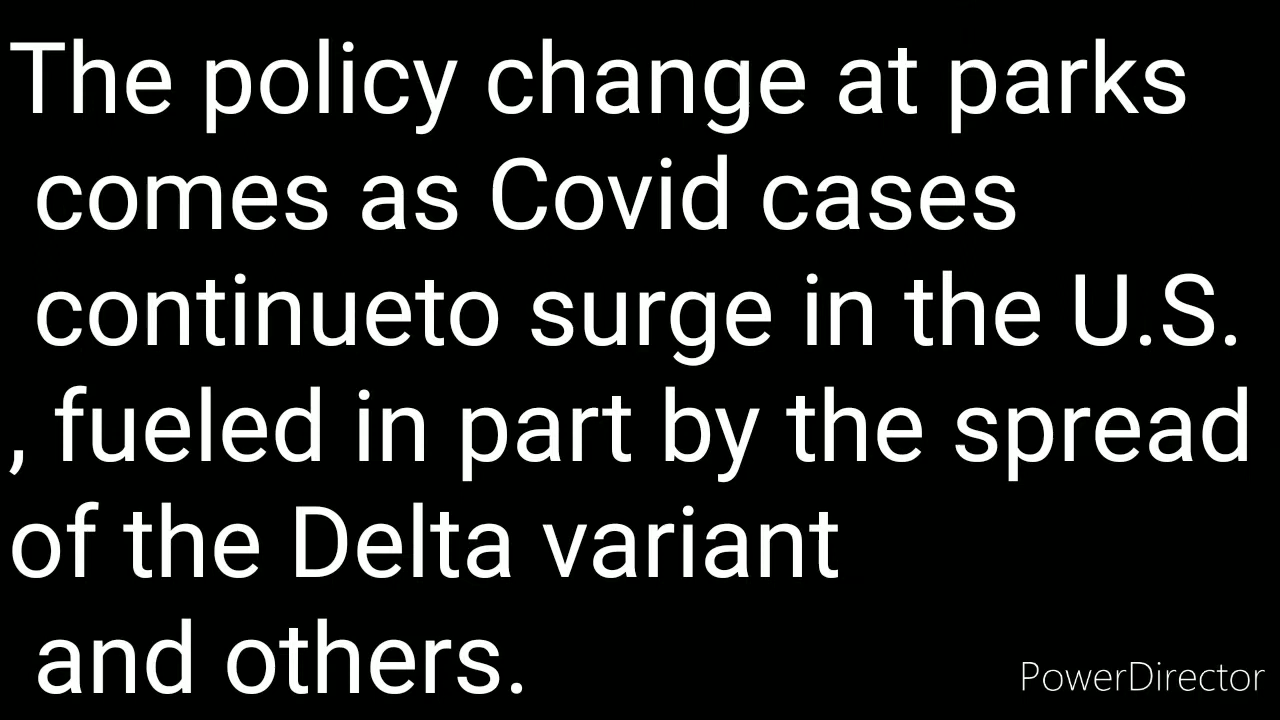 The policy change at parks
comes as Covid cases
continueto surge in the U.S.
, fueled in part by the spread
of the Delta variant
and others.
PowerDirector